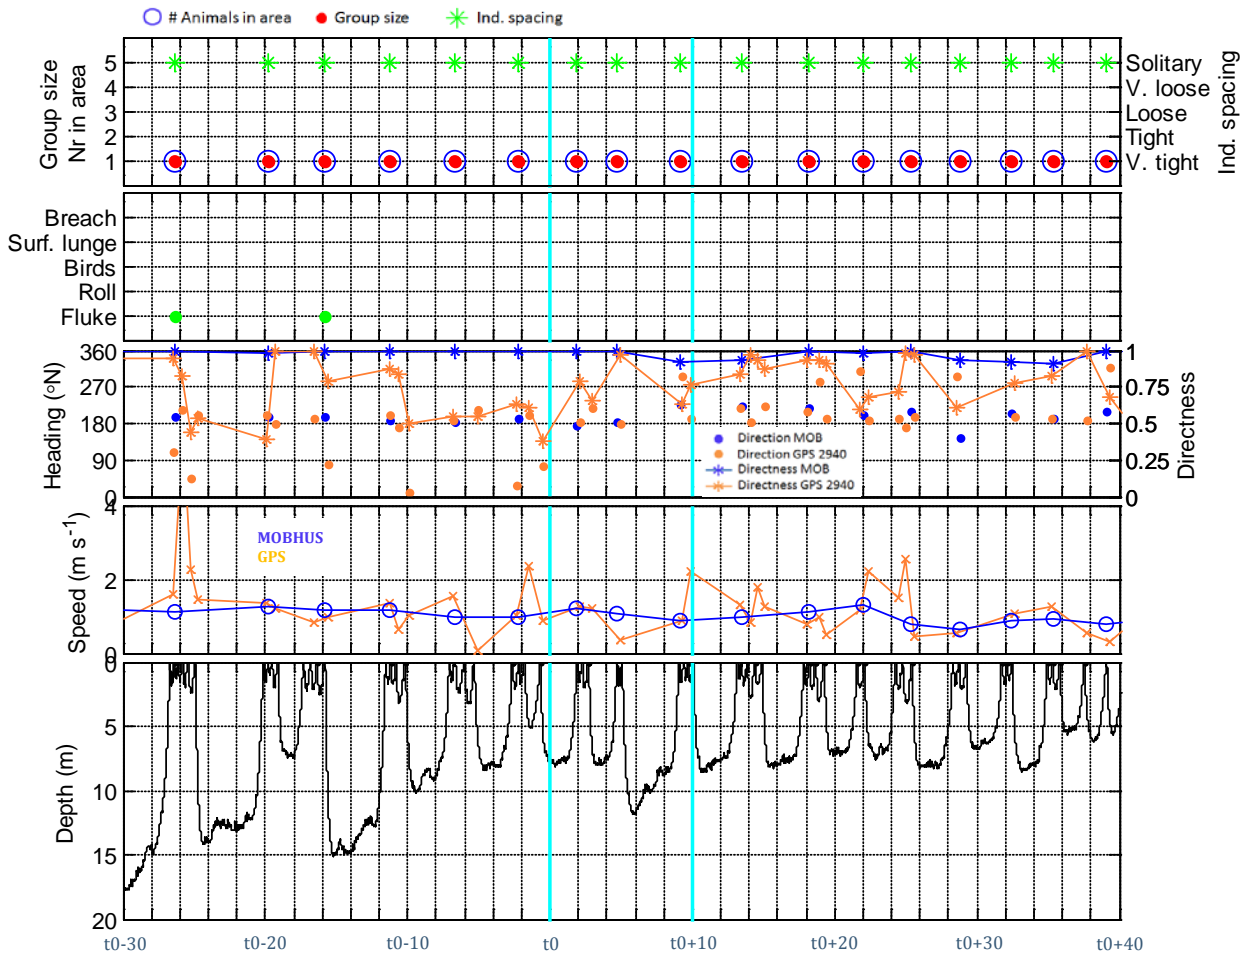 # Animals in area Group size Ind. spacing
Group size
Nr in area
5
4
3
2
1
Solitary
V. loose
Loose
Tight
V. tight
Ind. spacing
Breach
Surf. lunge
Birds
Roll
Fluke
Heading (°N)
360
270
180
90
0
1
0.75
0.5
0.25
0
Directness
Direction MOB
Direction GPS 2940
Directness MOB
Directness GPS 2940
Speed (m s-1)
4
2
0
MOBHUS
GPS
Depth (m)
0
5
10
15
20
t0-30 t0-20 t0-10 t0 t0+10 t0+20 t0+30 t0+40